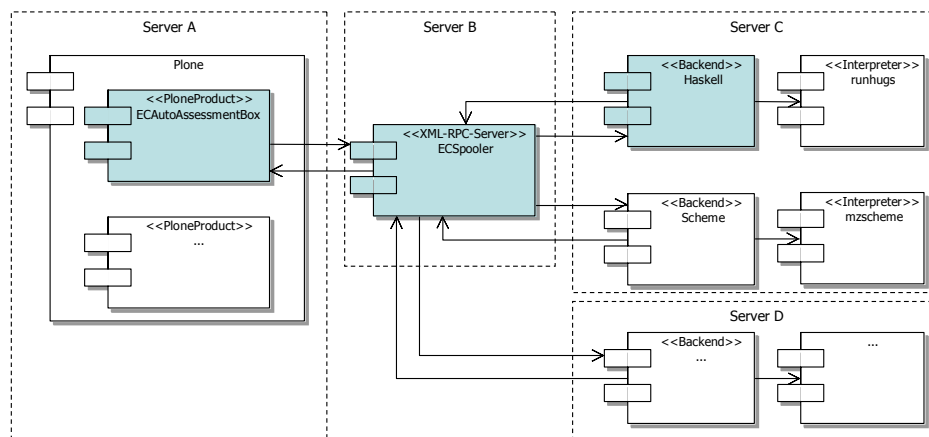 Server A
Plone
<<PloneProduct>>
ECAutoAssessmentBox
<<PloneProduct>>
...
Server B
<<XML-RPC-Server>>
ECSpooler
Server C
<<Backend>>
Haskell
<<Interpreter>>
runhugs
<<Backend>>
Scheme
<<Interpreter>>
mzscheme
Server D
<<Backend>>
...
...